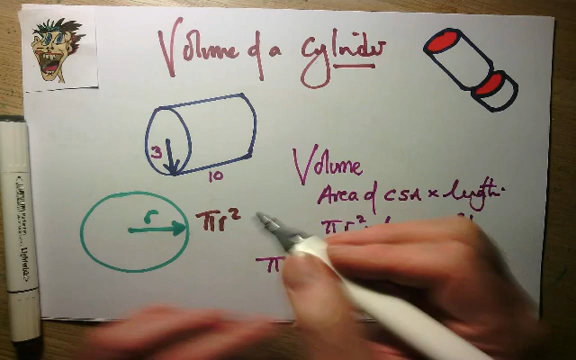 Volume of a cylinder
3
10
Volume
Area of CSA × length
r
πr²
πr²
π